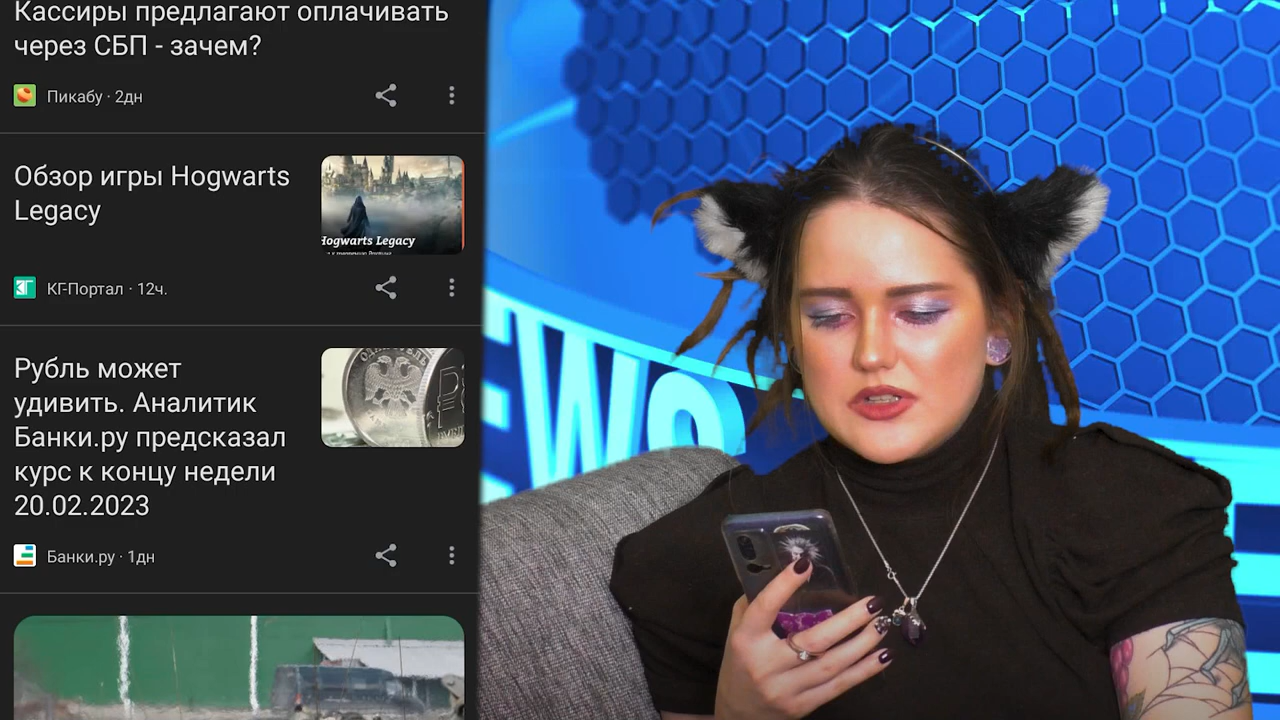 Кассиры предлагают оплачивать
через СБП - зачем?
Пикабу · 2дн
Обзор игры Hogwarts
Legacy
Hogwarts Legacy
КГ-Портал · 12ч.
Рубль может
удивить. Аналитик
Банки.ру предсказал
курс к концу недели
20.02.2023
Банки.ру · 1дн
EWS